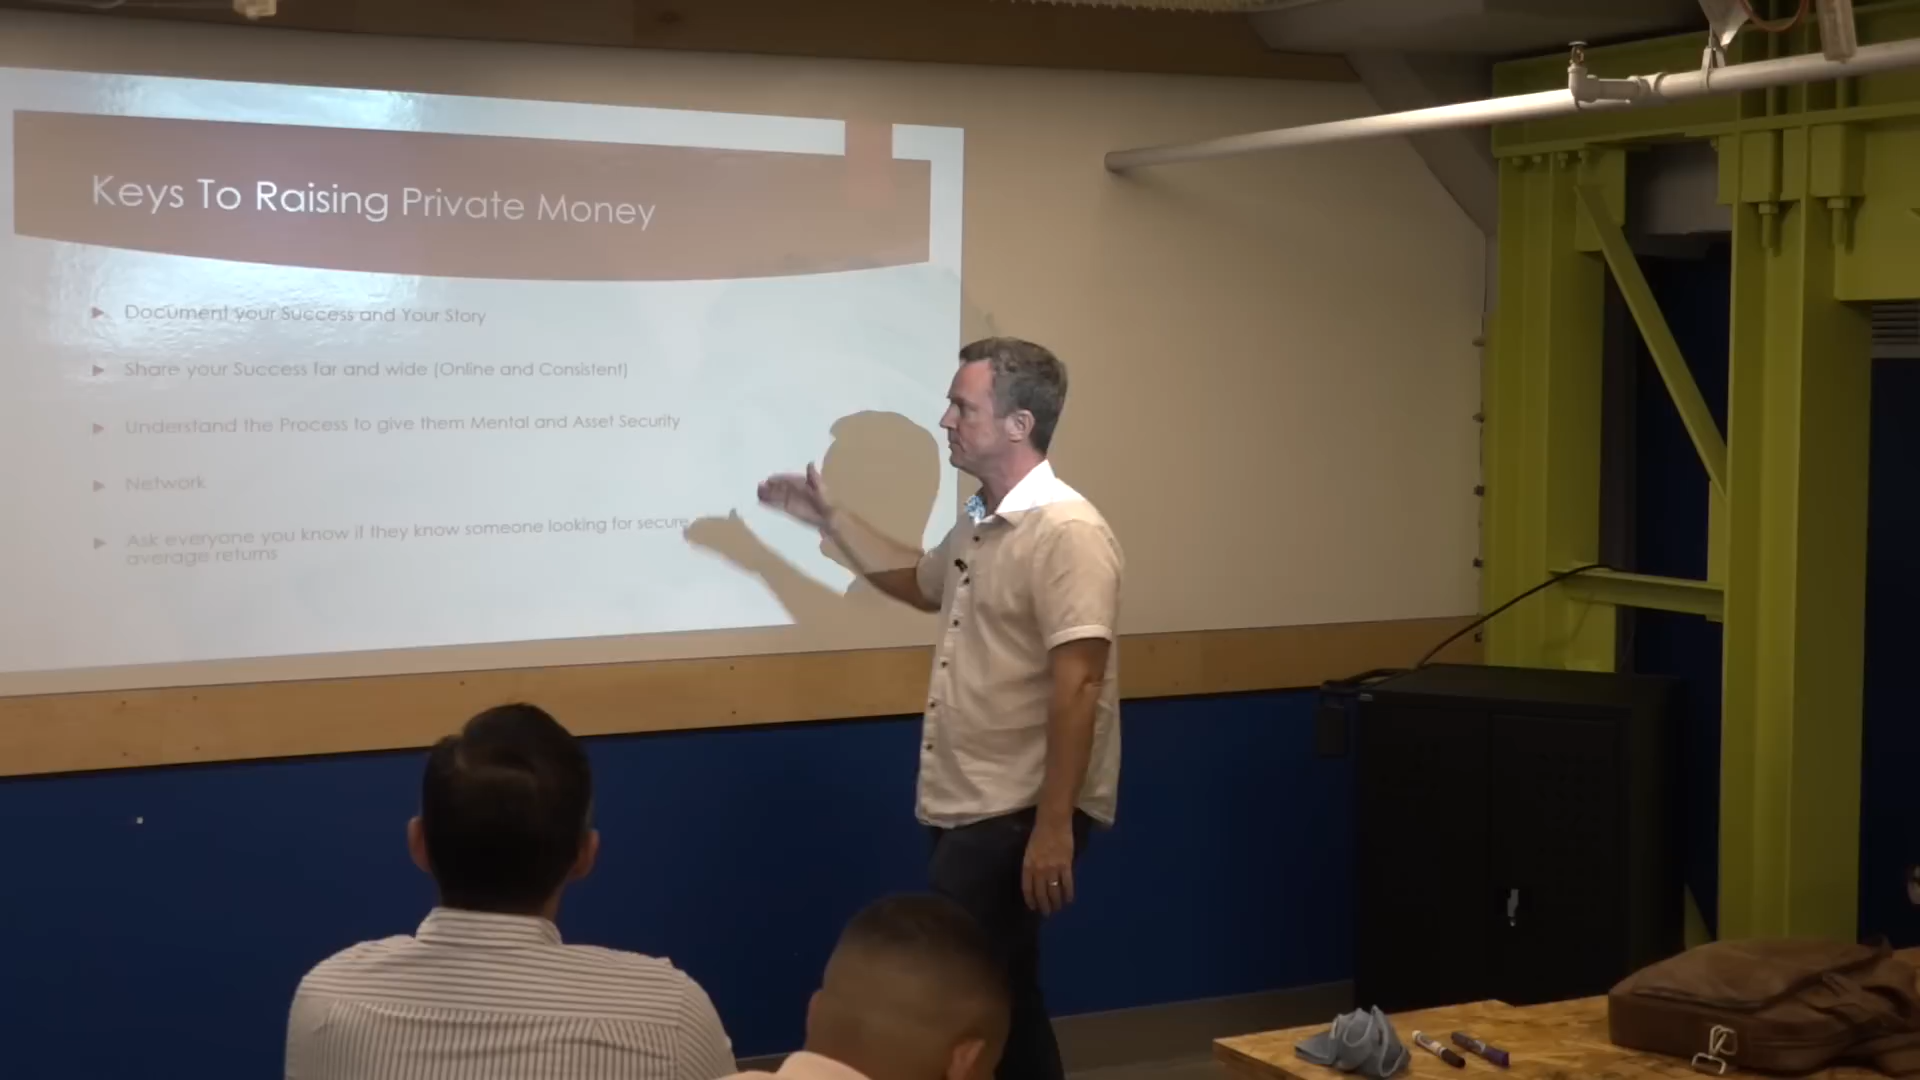 Keys To Raising Private Money
Document your Success and Your Story
Share your Success far and wide (Online and Consistent)
Understand the Process to give them Mental and Asset Security
Network
Ask everyone you know if they know someone looking for secure
average returns